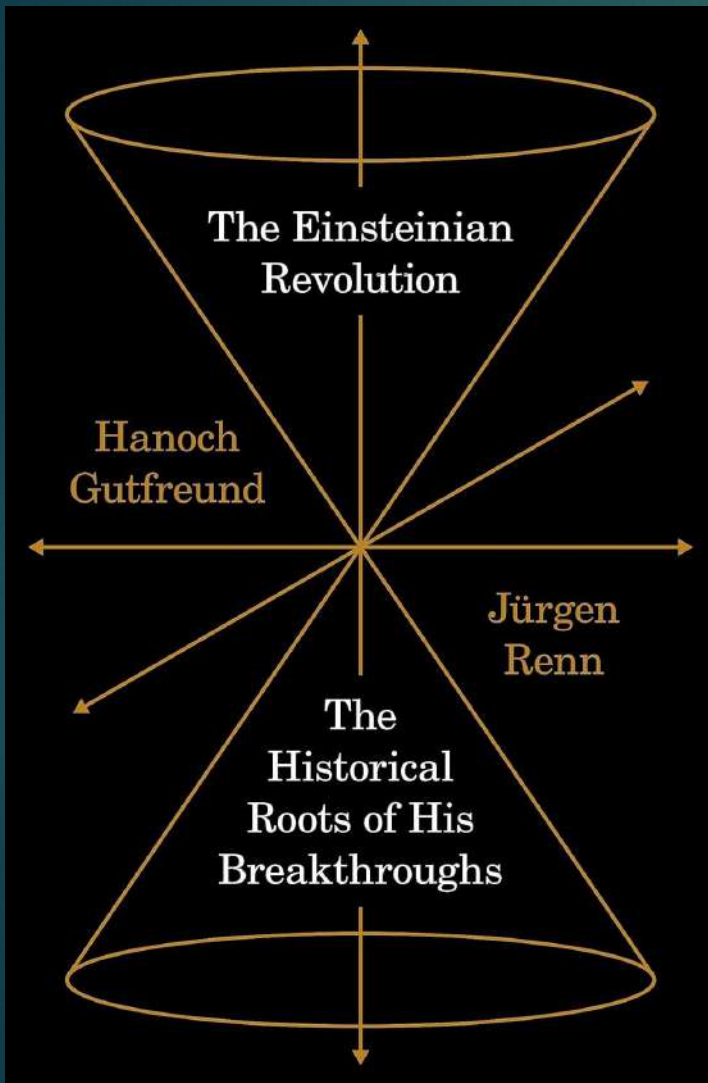 The Einsteinian
Revolution
Hanoch
Gutfreund
Jürgen
Renn
The
Historical
Roots of His
Breakthroughs